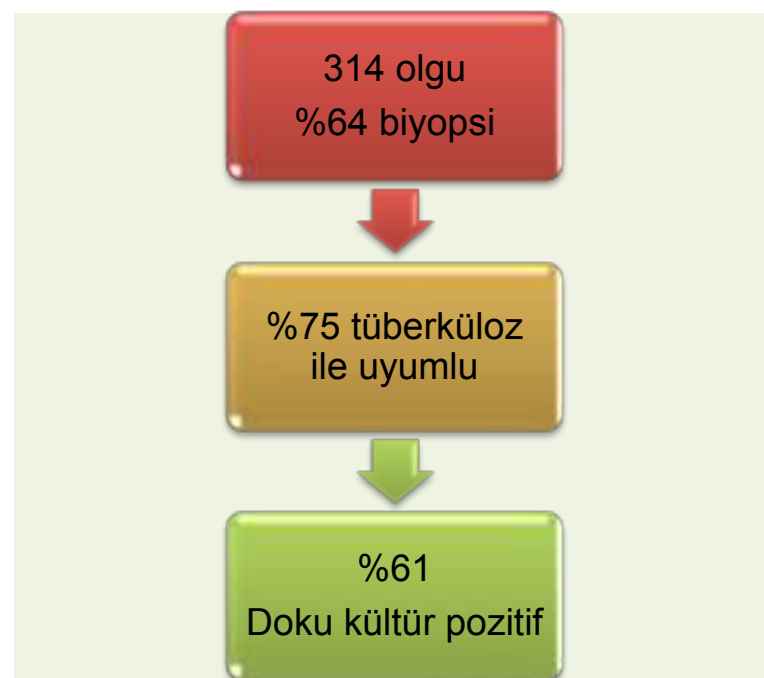 314 olgu
%64 biyopsi
%75 tüberküloz
ile uyumlu
%61
Doku kültür pozitif